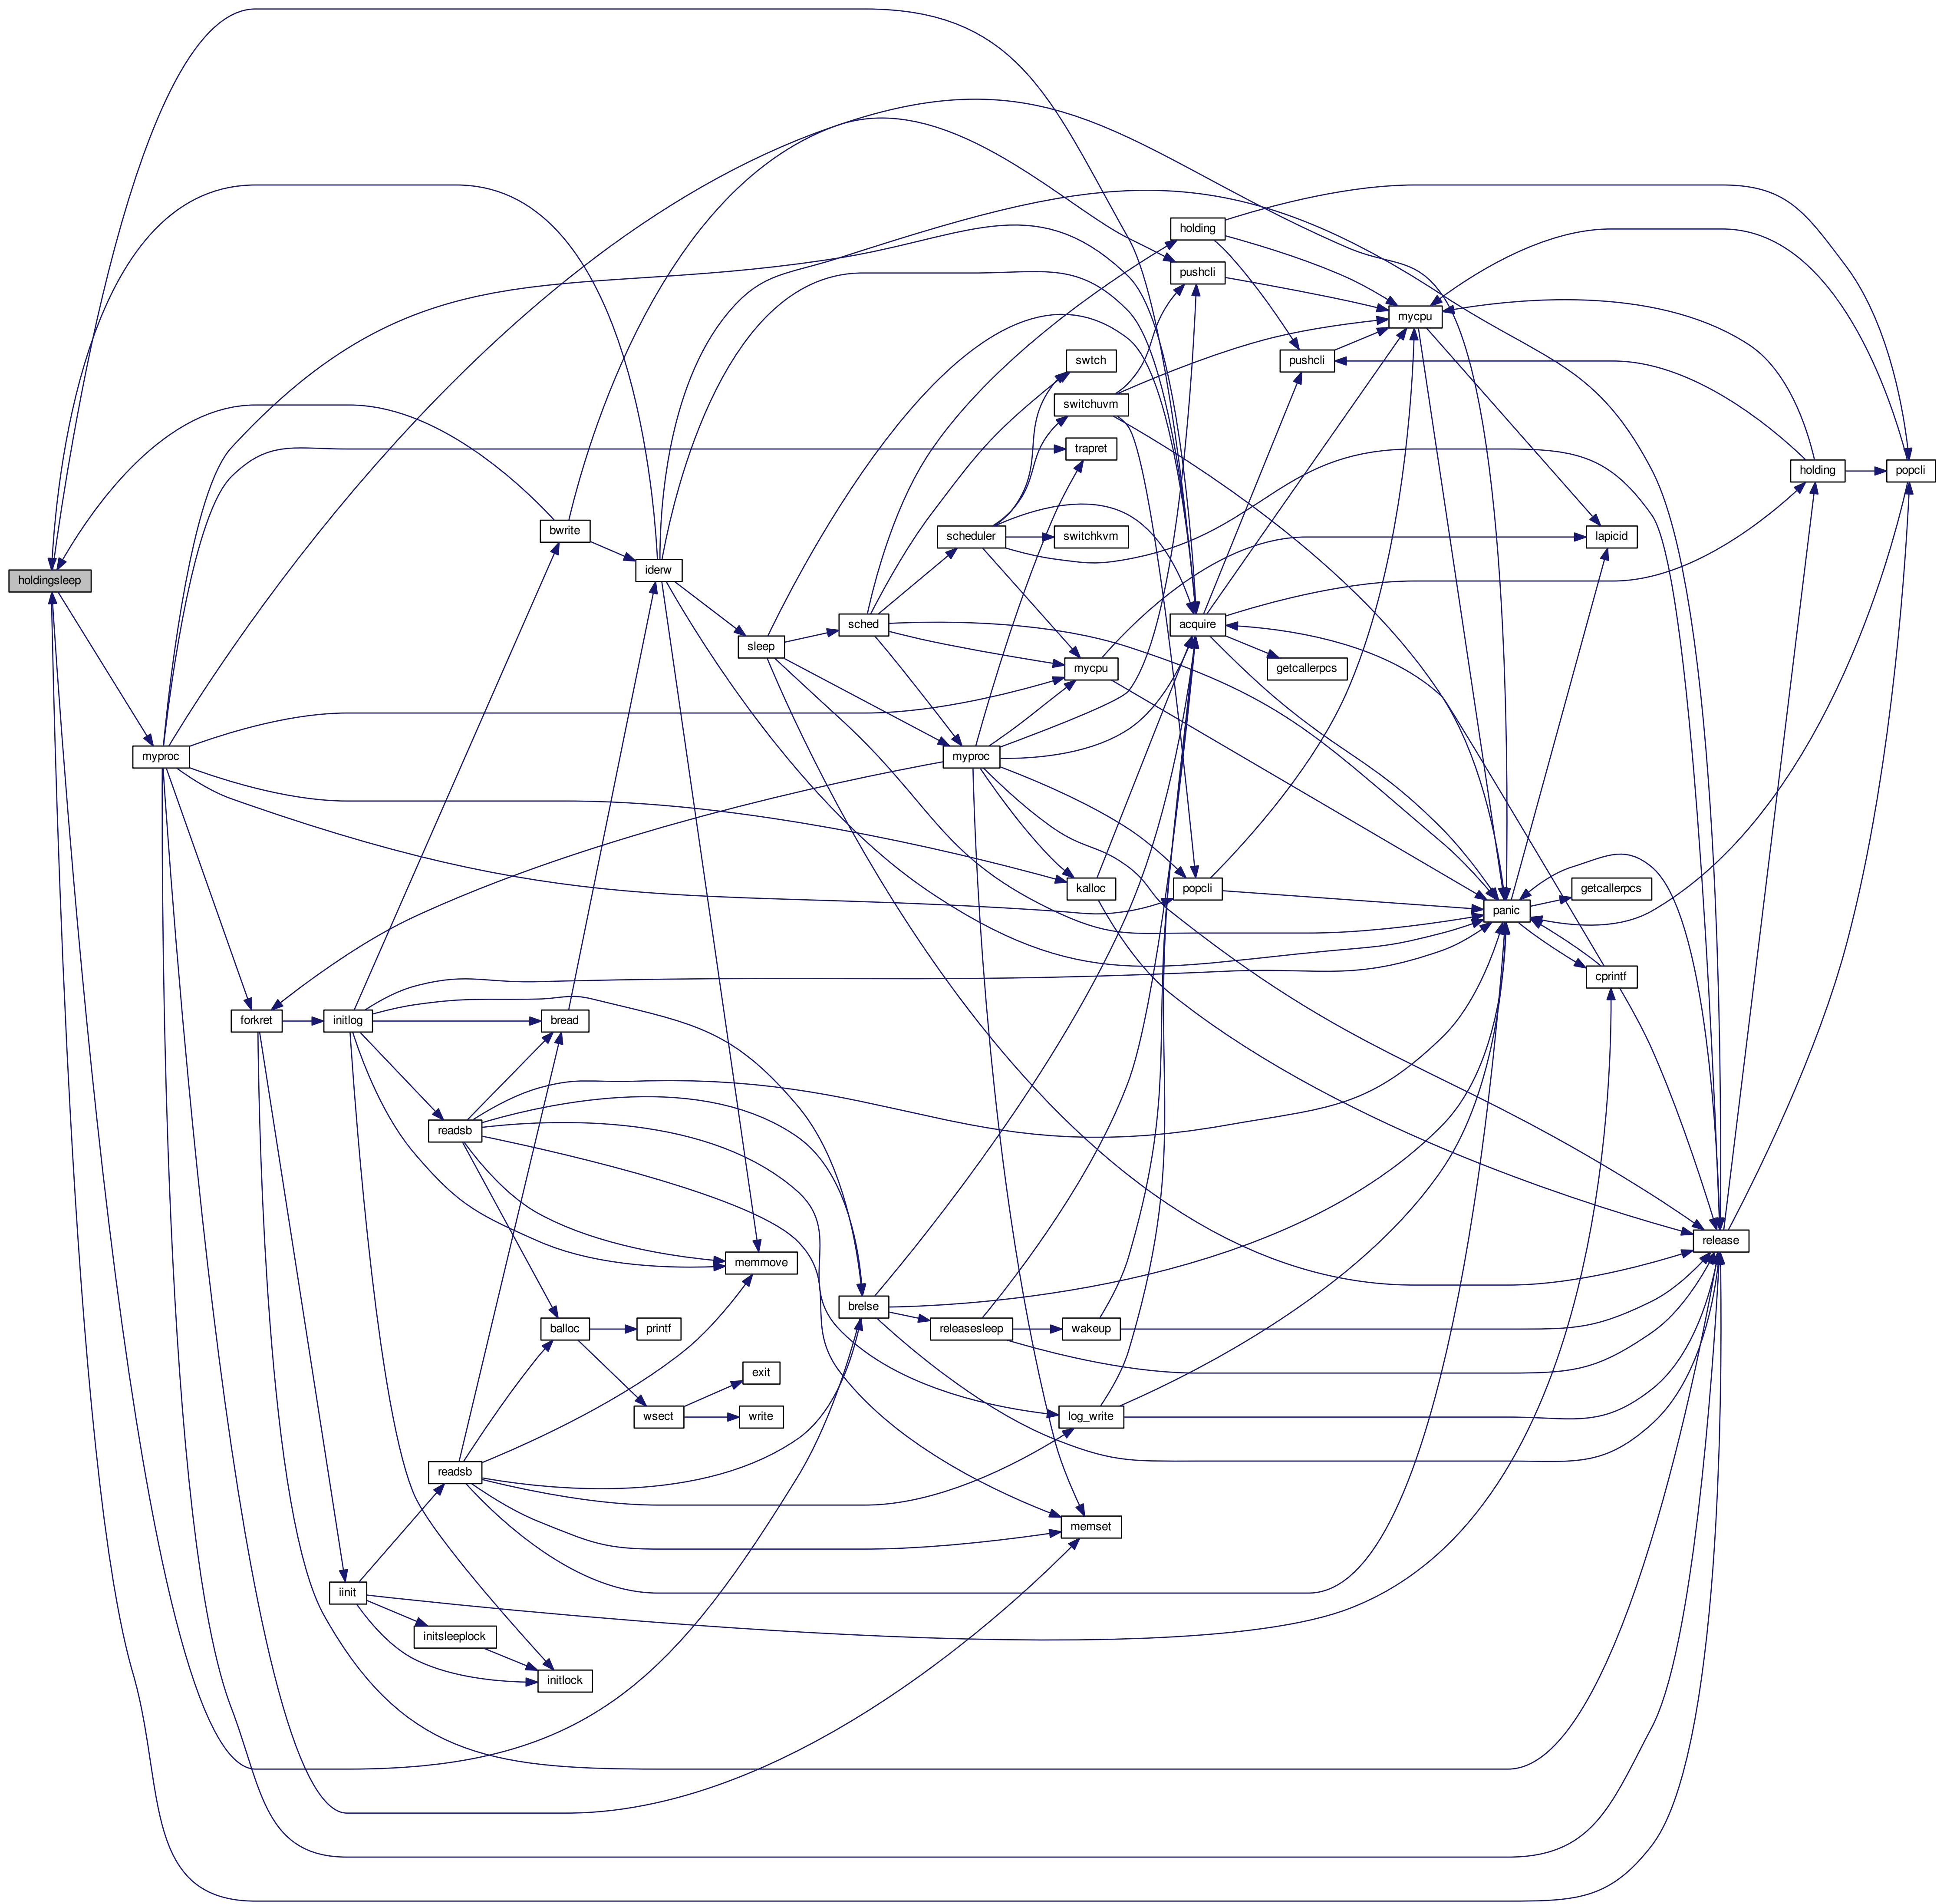 holding
pushcli
mycpu
swtch
pushcli
switchuvm
trapret
holding
popcli
bwrite
scheduler
switchkvm
lapicid
iderw
holdingsleep
sched
acquire
sleep
mycpu
getcallerpcs
myproc
myproc
kalloc
popcli
getcallerpcs
panic
cprintf
forkret
initlog
bread
readsb
release
memmove
brelse
balloc
printf
releasesleep
wakeup
exit
wsect
write
log_write
readsb
memset
iinit
initsleeplock
initlock